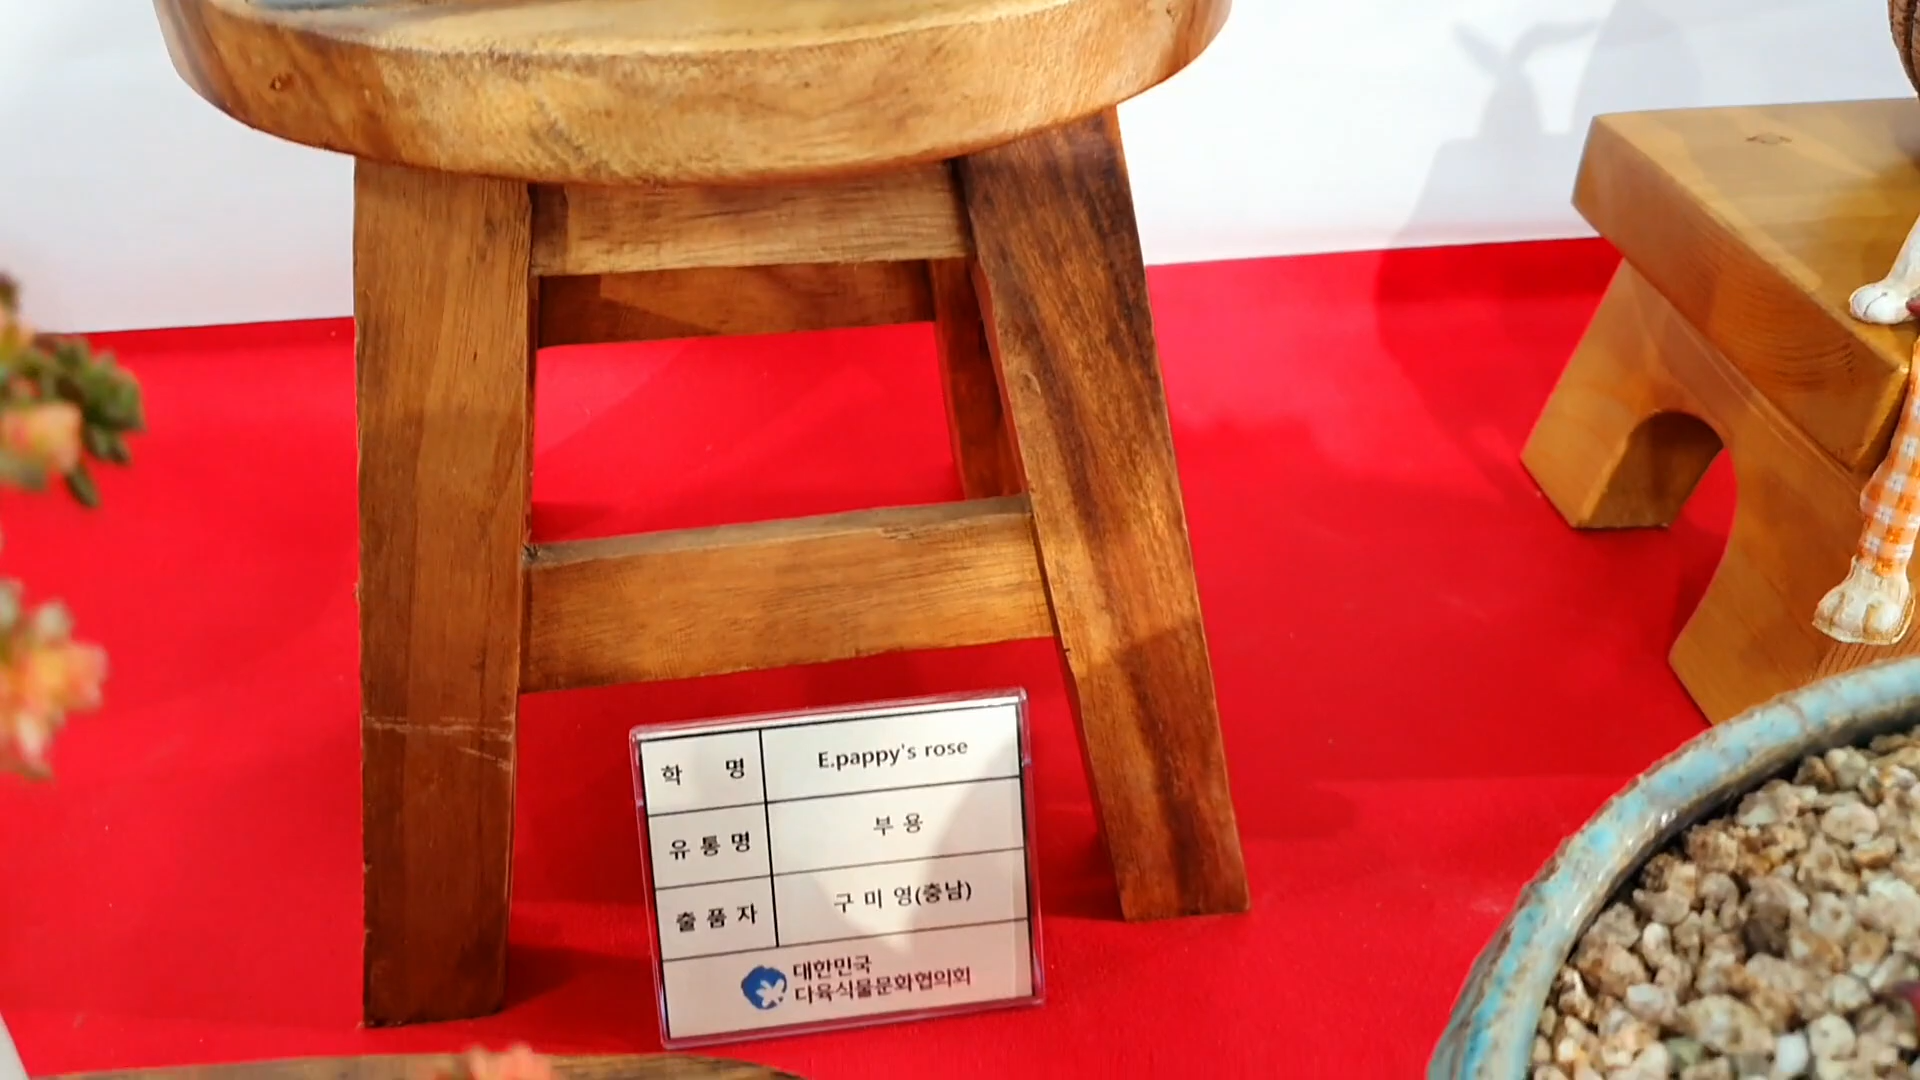 학 명 E.pappy's rose
유 통 명 부 용
출 품 자 구 미 영(충남)
대한민국
다육식물문화협의회